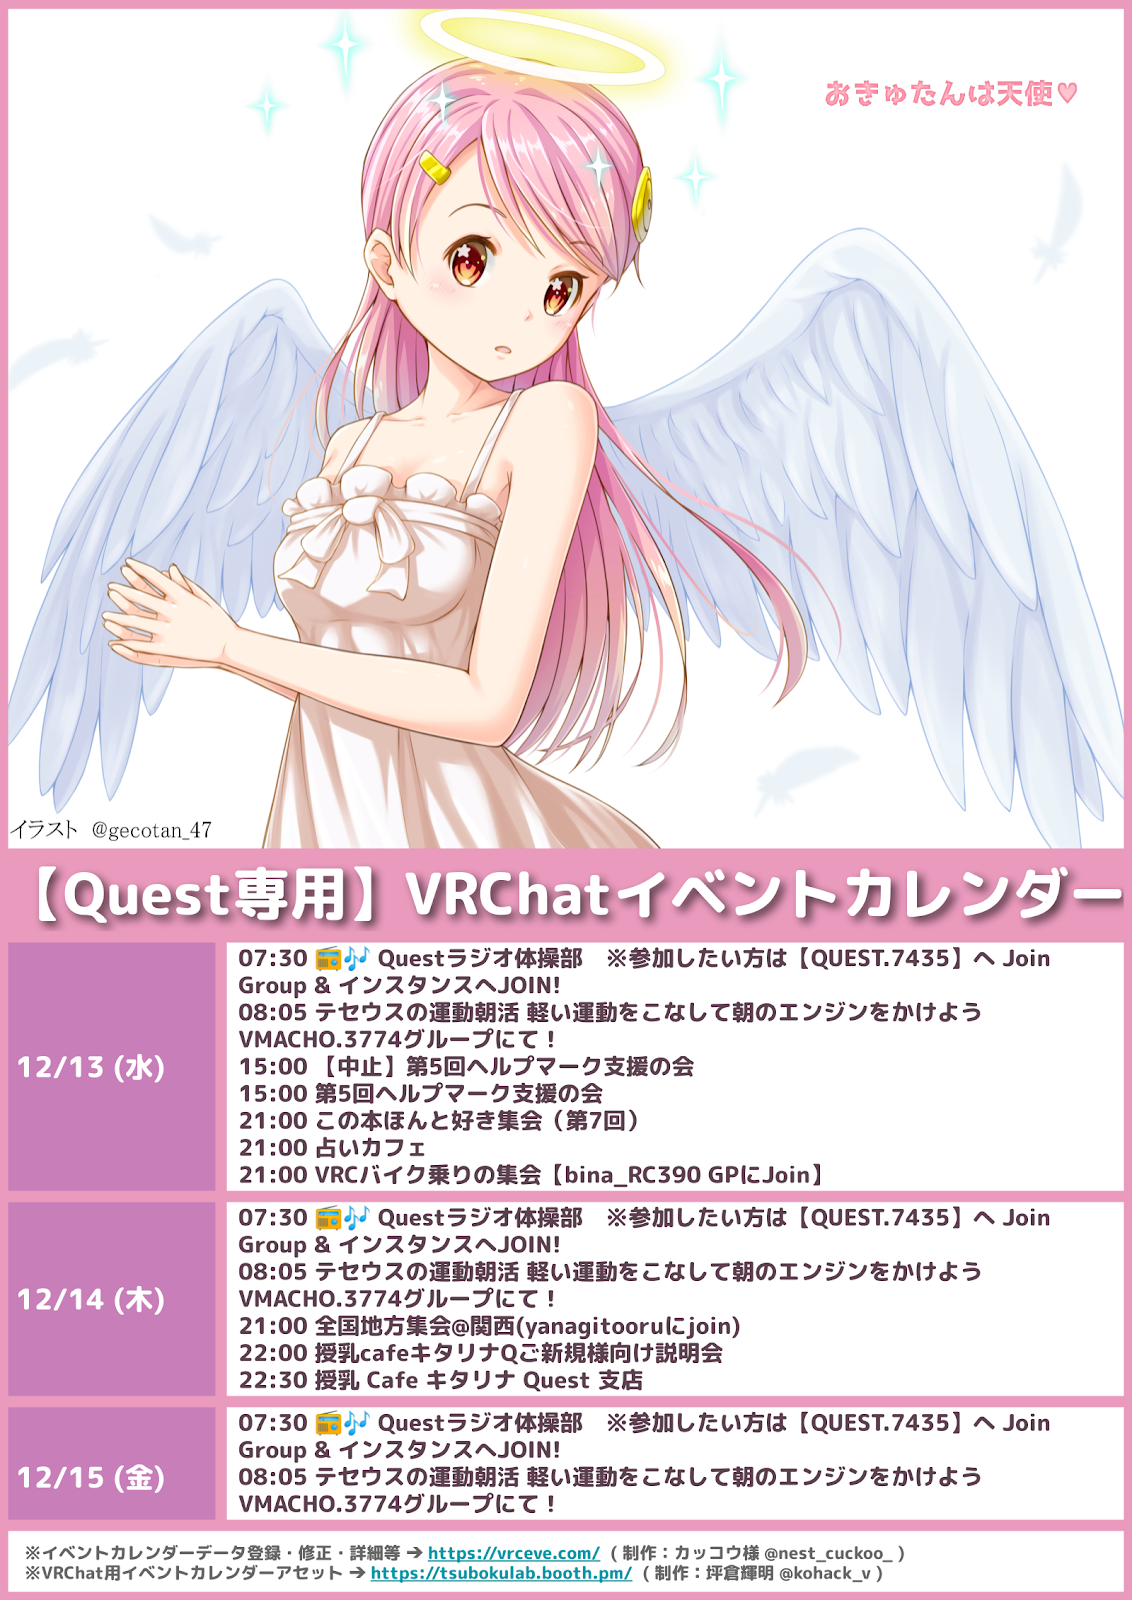 おきゅたんは天使♥
イラスト @gecotan_47
【Quest専用】VRChatイベントカレンダー
12/13 (水)
07:30 📻🎶 Questラジオ体操部　※参加したい方は【QUEST.7435】へ Join
Group & インスタンスへJOIN!
08:05 テセウスの運動朝活 軽い運動をこなして朝のエンジンをかけよう
VMACHO.3774グループにて！
15:00 【中止】第5回ヘルプマーク支援の会
15:00 第5回ヘルプマーク支援の会
21:00 この本ほんと好き集会（第7回）
21:00 占いカフェ
21:00 VRCバイク乗りの集会【bina_RC390 GPにJoin】
12/14 (木)
07:30 📻🎶 Questラジオ体操部　※参加したい方は【QUEST.7435】へ Join
Group & インスタンスへJOIN!
08:05 テセウスの運動朝活 軽い運動をこなして朝のエンジンをかけよう
VMACHO.3774グループにて！
21:00 全国地方集会@関西(yanagitooruにjoin)
22:00 授乳cafeキタリナQご新規様向け説明会
22:30 授乳 Cafe キタリナ Quest 支店
12/15 (金)
07:30 📻🎶 Questラジオ体操部　※参加したい方は【QUEST.7435】へ Join
Group & インスタンスへJOIN!
08:05 テセウスの運動朝活 軽い運動をこなして朝のエンジンをかけよう
VMACHO.3774グループにて！
※イベントカレンダーデータ登録・修正・詳細等 ➔ https://vrceve.com/ （制作：カッコウ様 @nest_cuckoo_）
※VRChat用イベントカレンダーアセット ➔ https://tsubokulab.booth.pm/ （制作：坪倉輝明 @kohack_v）